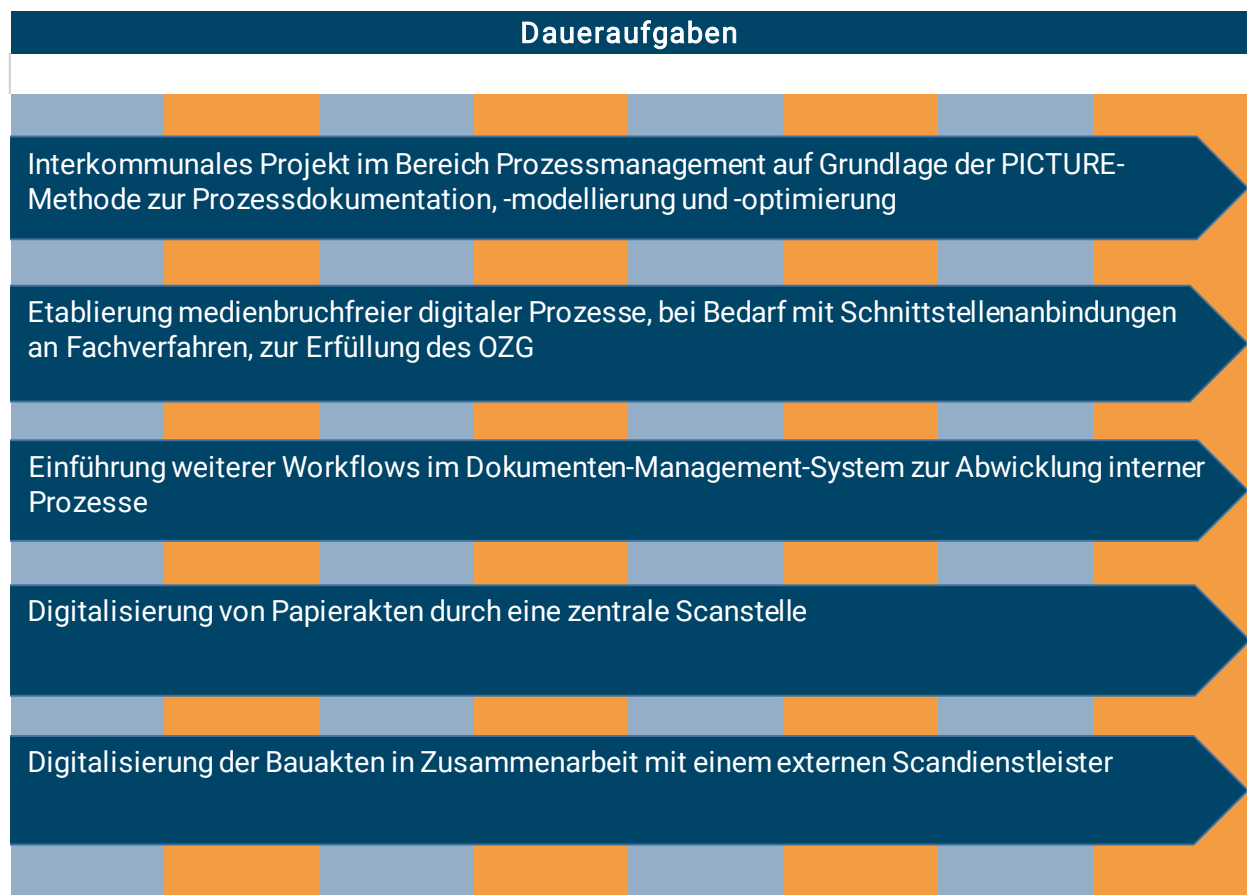 Daueraufgaben
Interkommunales Projekt im Bereich Prozessmanagement auf Grundlage der PICTURE-
Methode zur Prozessdokumentation, -modellierung und -optimierung
Etablierung medienbruchfreier digitaler Prozesse, bei Bedarf mit Schnittstellenanbindungen
an Fachverfahren, zur Erfüllung des OZG
Einführung weiterer Workflows im Dokumenten-Management-System zur Abwicklung interner
Prozesse
Digitalisierung von Papierakten durch eine zentrale Scanstelle
Digitalisierung der Bauakten in Zusammenarbeit mit einem externen Scandienstleister